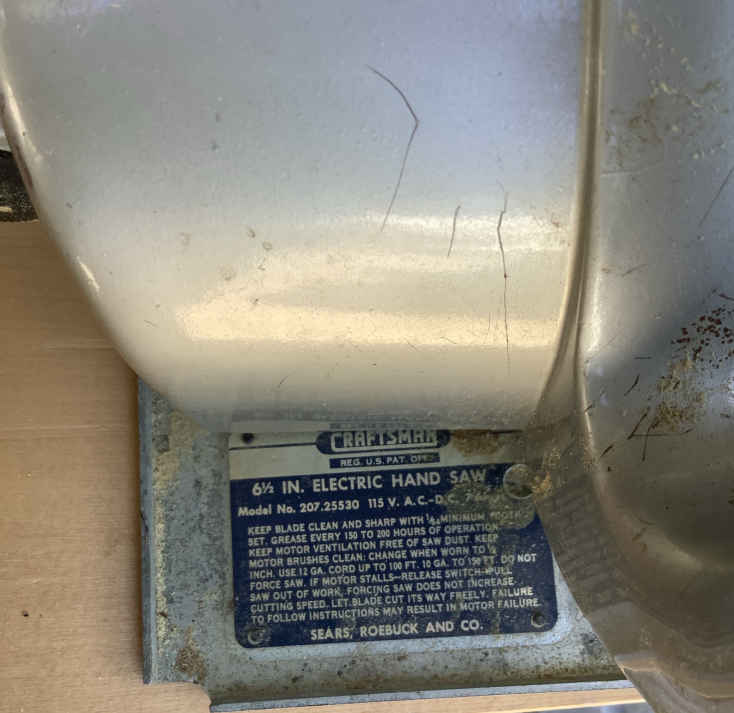 CRAFTSMAN
REG. U.S. PAT. OFF.
6½ IN. ELECTRIC HAND SAW
Model No. 207.25530 115 V. A.C.-D.C.
KEEP BLADE CLEAN AND SHARP WITH 1/64 MINIMUM TOOTH
SET. GREASE EVERY 150 TO 200 HOURS OF OPERATION.
KEEP MOTOR VENTILATION FREE OF SAW DUST. KEEP
MOTOR BRUSHES CLEAN: CHANGE WHEN WORN TO
INCH. USE 12 GA. CORD UP TO 100 FT. 10 GA. TO 150 FT. DO NOT
FORCE SAW. IF MOTOR STALLS—RELEASE SWITCH—PULL
SAW OUT OF WORK, FORCING SAW DOES NOT INCREASE
CUTTING SPEED. LET BLADE CUT ITS WAY FREELY. FAILURE
TO FOLLOW INSTRUCTIONS MAY RESULT IN MOTOR FAILURE.
SEARS, ROEBUCK AND CO.